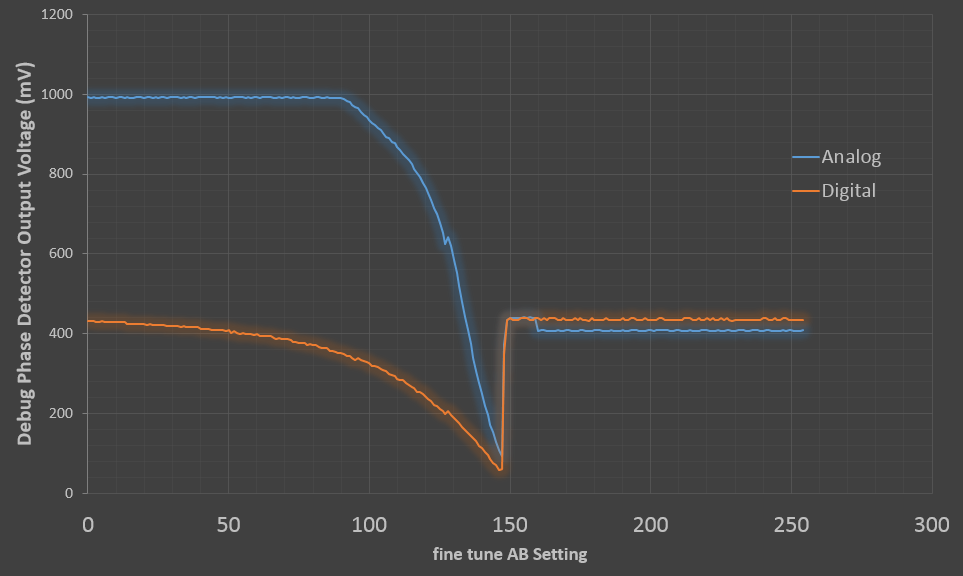 1200
1000
800
600
400
200
0
Debug Phase Detector Output Voltage (mV)
Analog
Digital
0 50 100 150 200 250 300
fine tune AB Setting